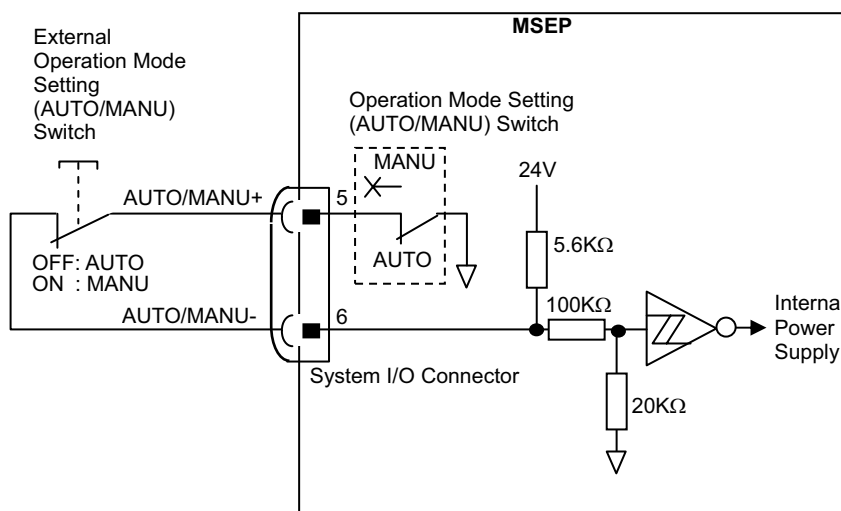 MSEP
External
Operation Mode
Setting
(AUTO/MANU)
Switch
Operation Mode Setting
(AUTO/MANU) Switch
MANU
24V
AUTO/MANU+
5
5.6KΩ
OFF: AUTO
ON : MANU
AUTO
100KΩ
AUTO/MANU-
6
Interna
Power
Supply
System I/O Connector
20KΩ